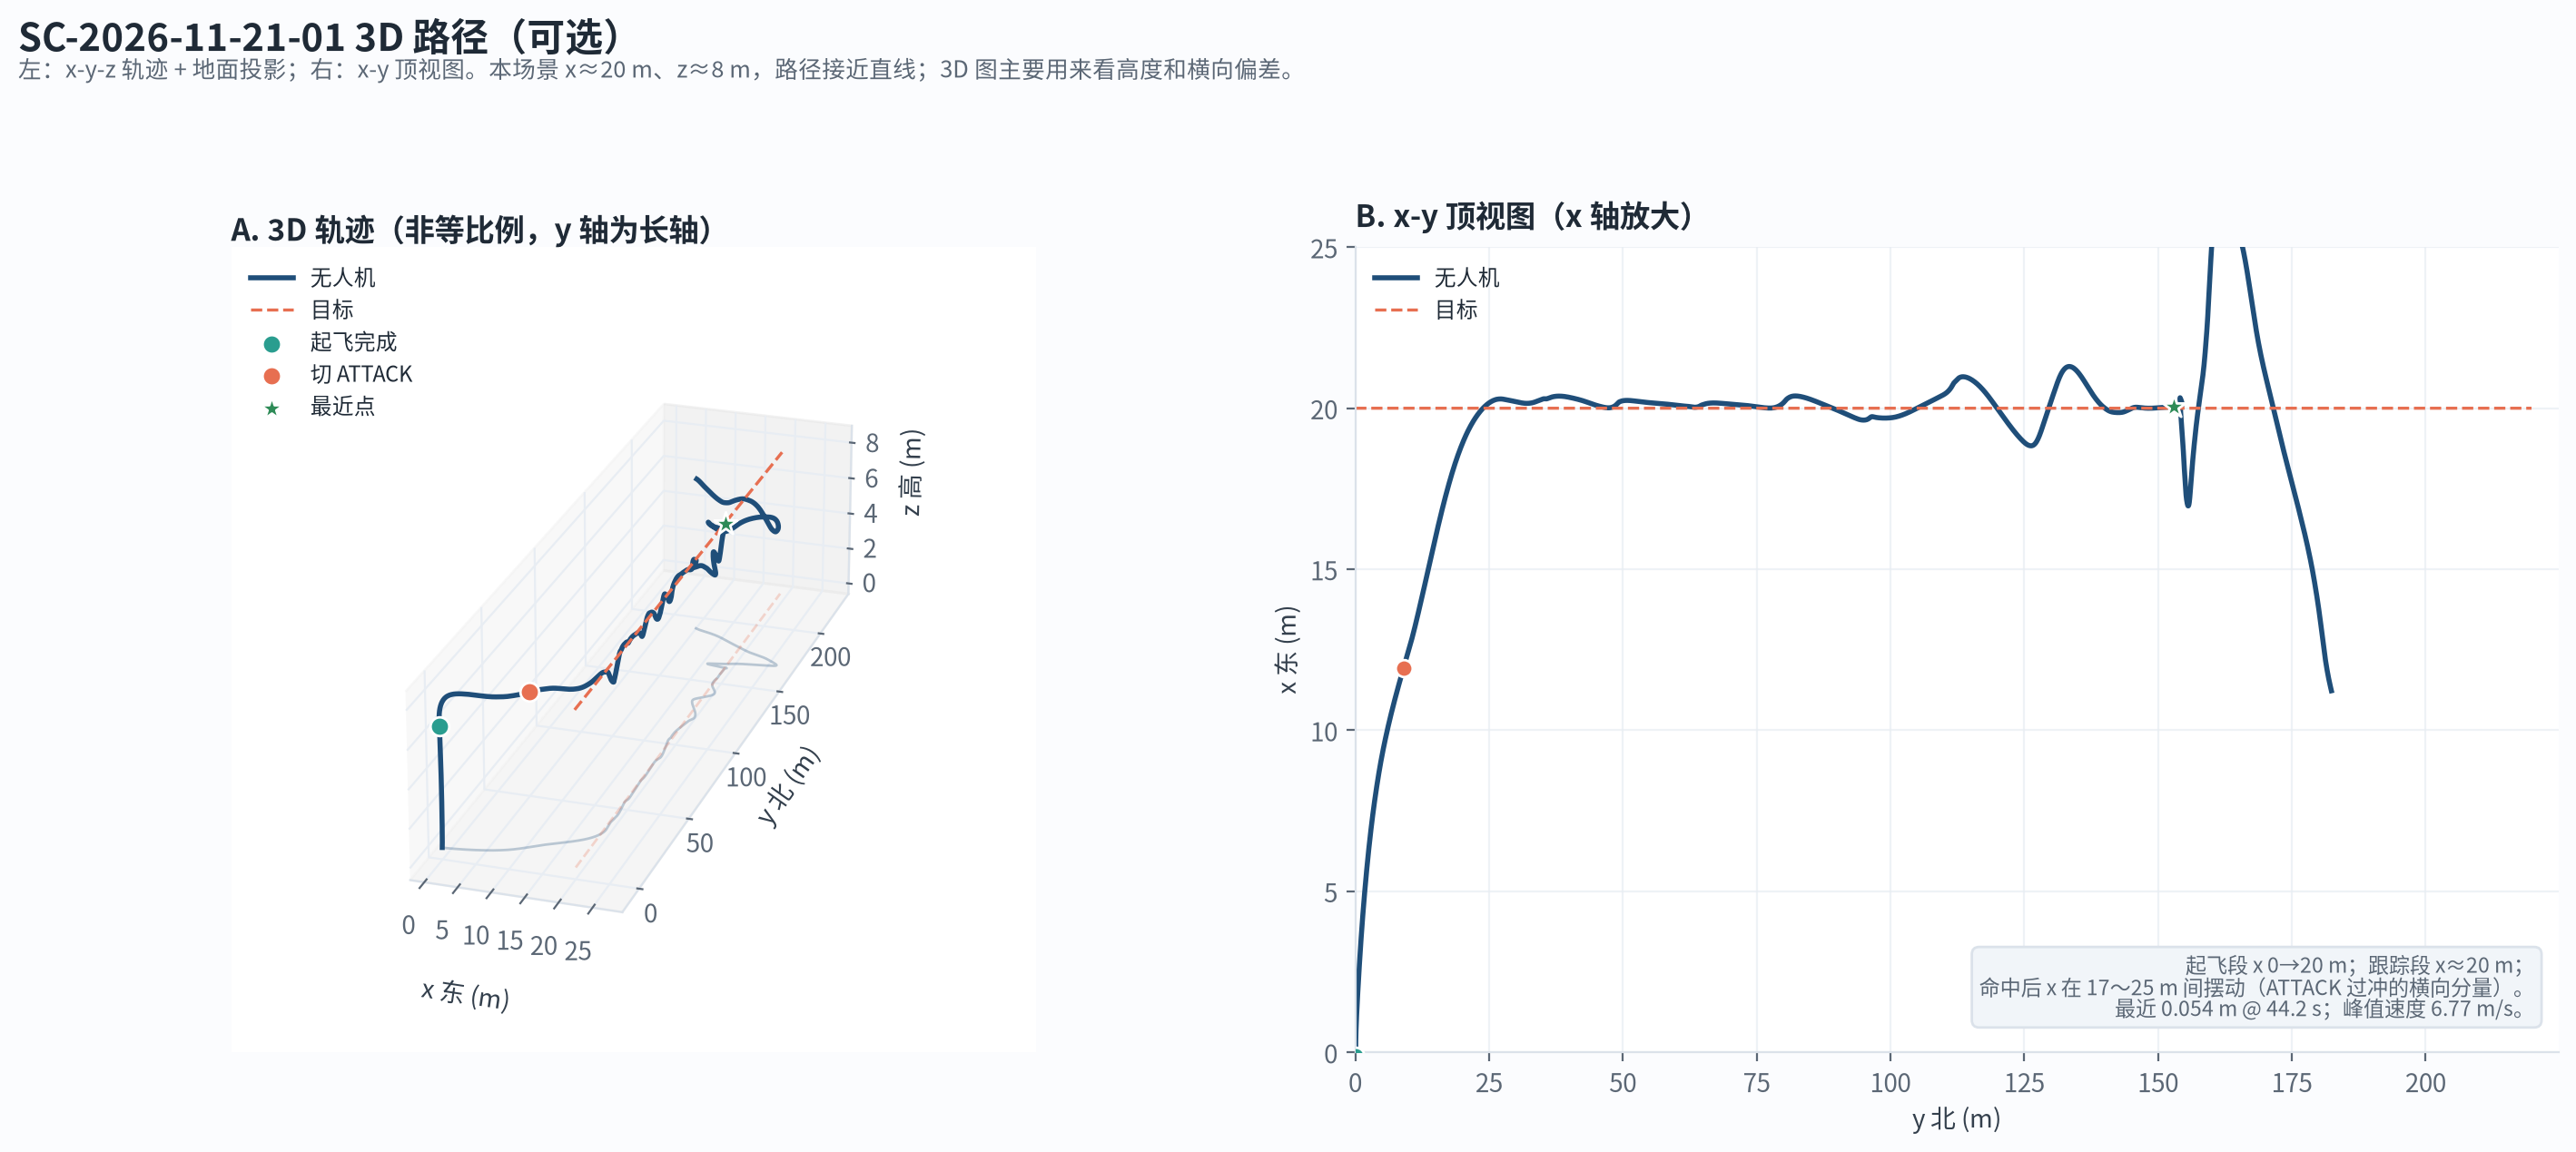 SC-2026-11-21-01 3D 路径（可选）
左：x-y-z 轨迹 + 地面投影；右：x-y 顶视图。本场景 x≈20 m、z≈8 m，路径接近直线；3D 图主要用来看高度和横向偏差。
A. 3D 轨迹（非等比例，y 轴为长轴）
无人机
目标
起飞完成
切 ATTACK
最近点
8
6
4
2
0
z 高 (m)
200
150
100
50
0
y 北 (m)
0 5 10 15 20 25
x 东 (m)
B. x-y 顶视图（x 轴放大）
无人机
目标
25
20
15
10
5
0
x 东 (m)
起飞段 x 0→20 m；跟踪段 x≈20 m；
命中后 x 在 17～25 m 间摆动（ATTACK 过冲的横向分量）。
最近 0.054 m @ 44.2 s；峰值速度 6.77 m/s。
0 25 50 75 100 125 150 175 200
y 北 (m)